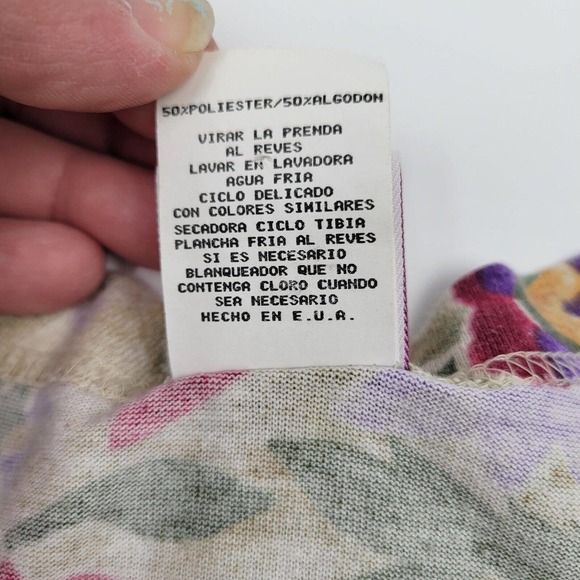 50%POLIESTER/50%ALGODON
VIRAR LA PRENDA
AL REVES
LAVAR EN LAVADORA
AGUA FRIA
CICLO DELICADO
CON COLORES SIMILARES
SECADORA CICLO TIBIA
PLANCHA FRIA AL REVES
SI ES NECESARIO
BLANQUEADOR QUE NO
CONTENGA CLORO CUANDO
SEA NECESARIO
HECHO EN E.U.A.